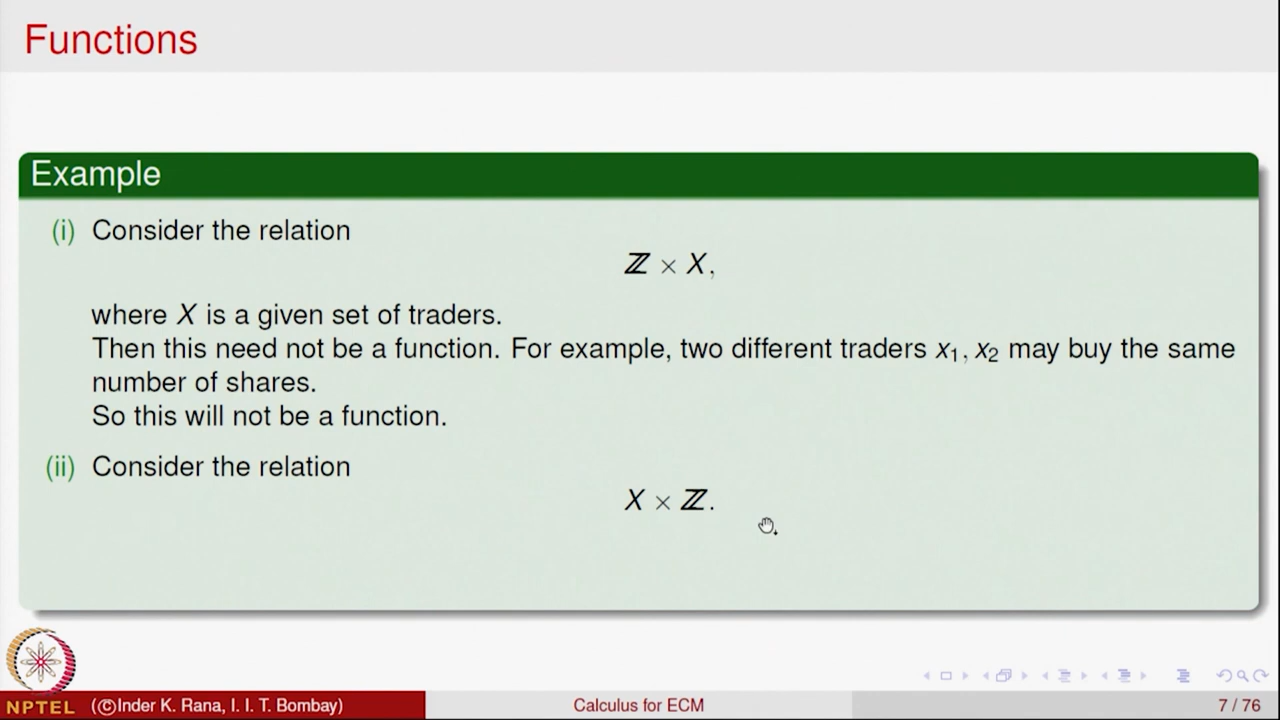 Functions
Example
(i) Consider the relation
ℤ × X,
where X is a given set of traders.
Then this need not be a function. For example, two different traders x₁, x₂ may buy the same
number of shares.
So this will not be a function.
(ii) Consider the relation
X × ℤ.
NPTEL
(©Inder K. Rana, I. I. T. Bombay)
Calculus for ECM
7 / 76